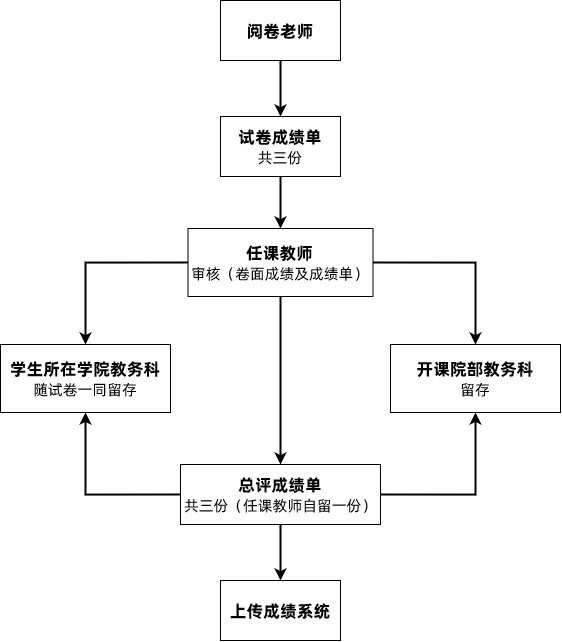 阅卷老师
试卷成绩单
共三份
任课教师
审核（卷面成绩及成绩单）
学生所在学院教务科
随试卷一同留存
开课院部教务科
留存
总评成绩单
共三份（任课教师自留一份）
上传成绩系统